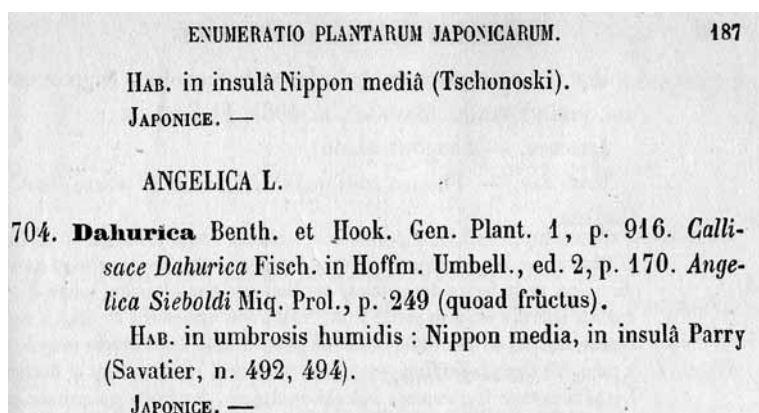 ENUMERATIO PLANTARUM JAPONICARUM. 187
HAB. in insulâ Nippon mediâ (Tschonoski).
JAPONICE. —
ANGELICA L.
704. Dahurica Benth. et Hook. Gen. Plant. 1, p. 916. Calli-
sace Dahurica Fisch. in Hoffm. Umbell., ed. 2, p. 170. Ange-
lica Sieboldi Miq. Prol., p. 249 (quoad fructus).
HAB. in umbrosis humidis : Nippon media, in insulâ Parry
(Savatier, n. 492, 494).
JAPONICE. —